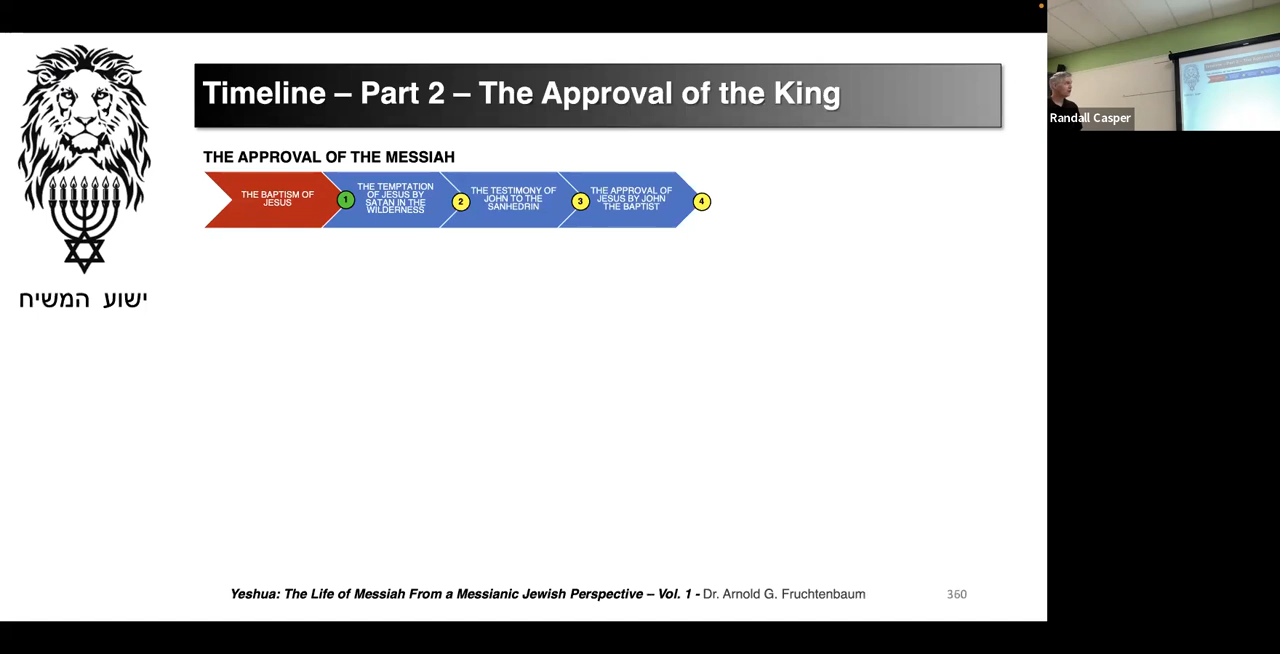 Timeline – Part 2 – The Approval of the King
Randall Casper
THE APPROVAL OF THE MESSIAH
THE BAPTISM OF
JESUS
1
THE TEMPTATION
OF JESUS BY
SATAN IN THE
WILDERNESS
2
THE TESTIMONY OF
JOHN TO THE
SANHEDRIN
3
THE APPROVAL OF
JESUS BY JOHN
THE BAPTIST
4
ישוע המשיח
Yeshua: The Life of Messiah From a Messianic Jewish Perspective – Vol. 1 - Dr. Arnold G. Fruchtenbaum
360